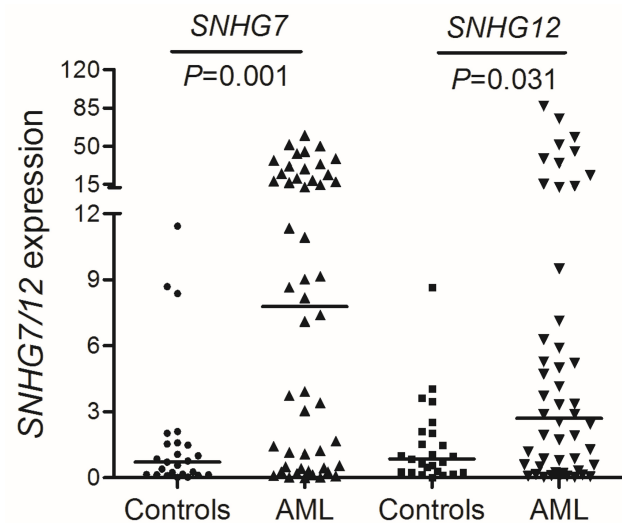 SNHG7 SNHG12
P=0.001 P=0.031
120
85
50
15
12
9
6
3
0
SNHG7/12 expression
Controls AML Controls AML